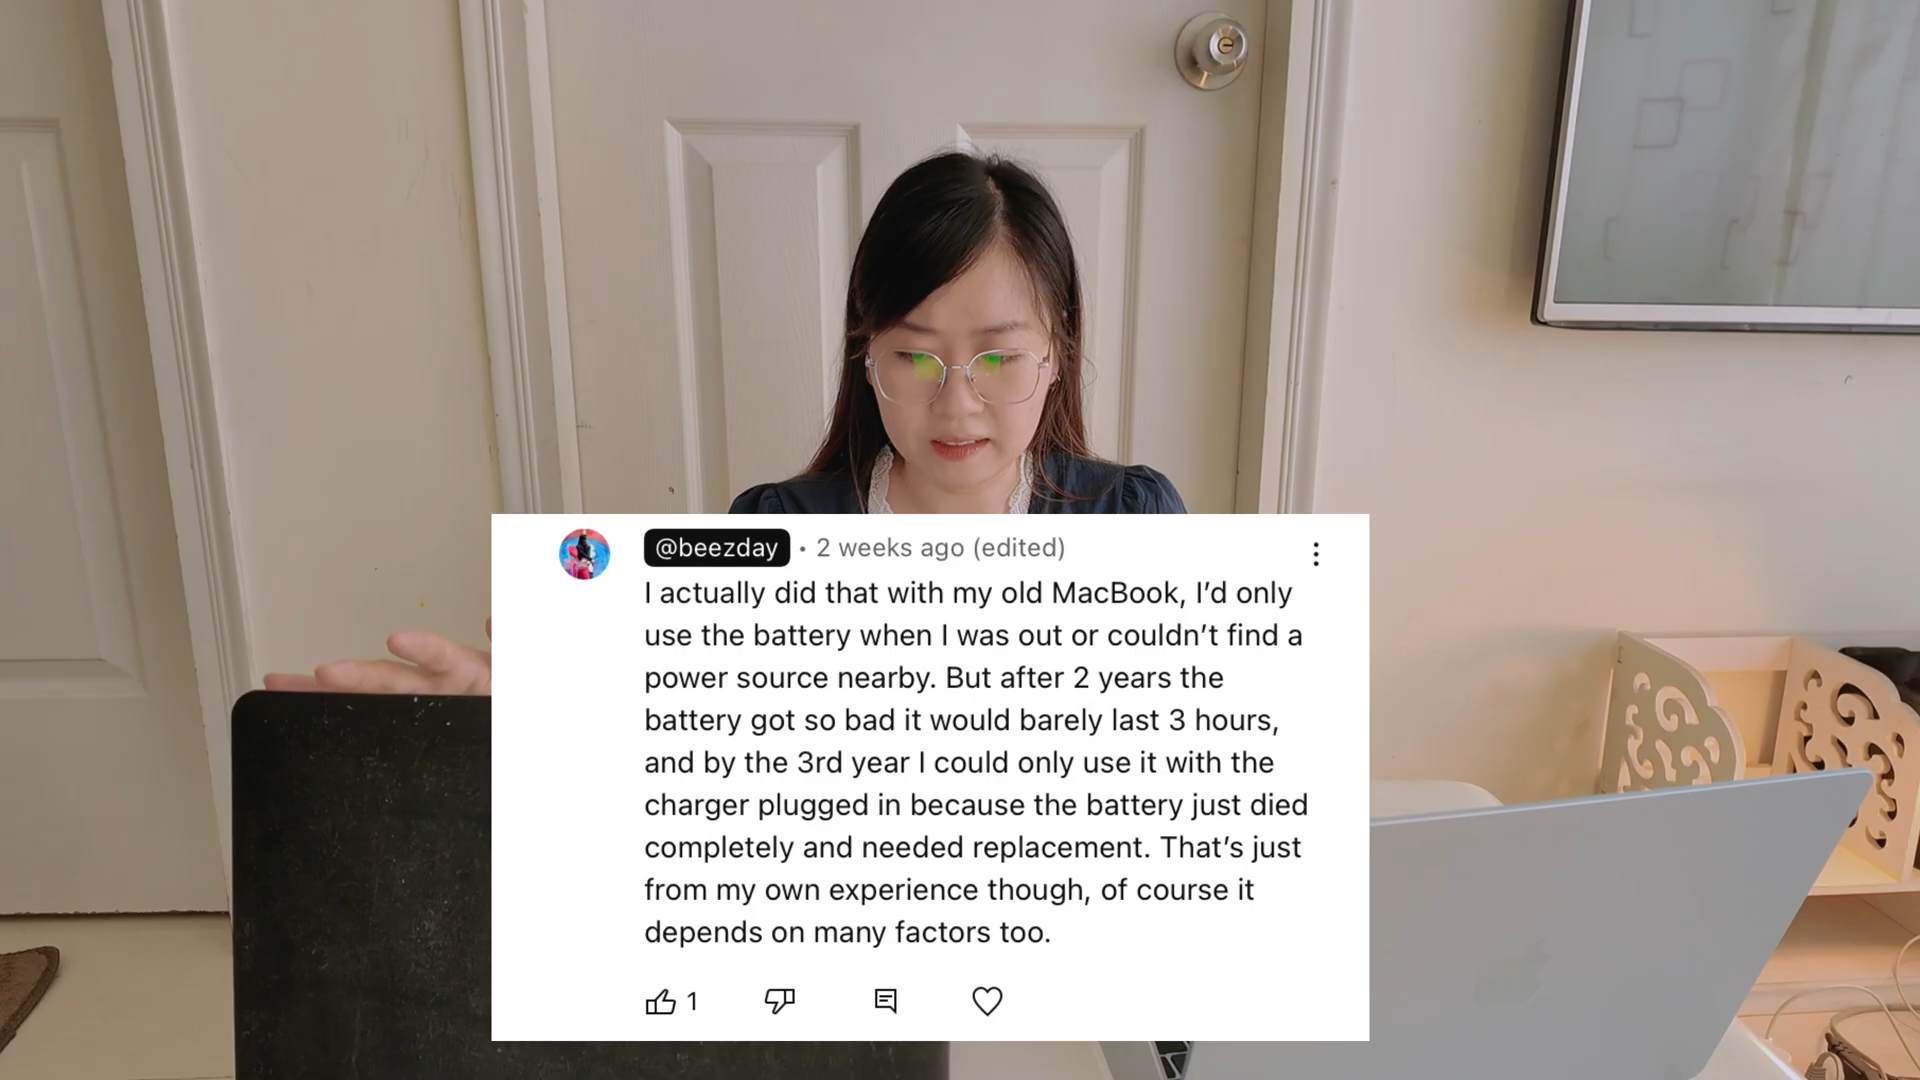 @beezday • 2 weeks ago (edited)
I actually did that with my old MacBook, I’d only
use the battery when I was out or couldn’t find a
power source nearby. But after 2 years the
battery got so bad it would barely last 3 hours,
and by the 3rd year I could only use it with the
charger plugged in because the battery just died
completely and needed replacement. That’s just
from my own experience though, of course it
depends on many factors too.
1